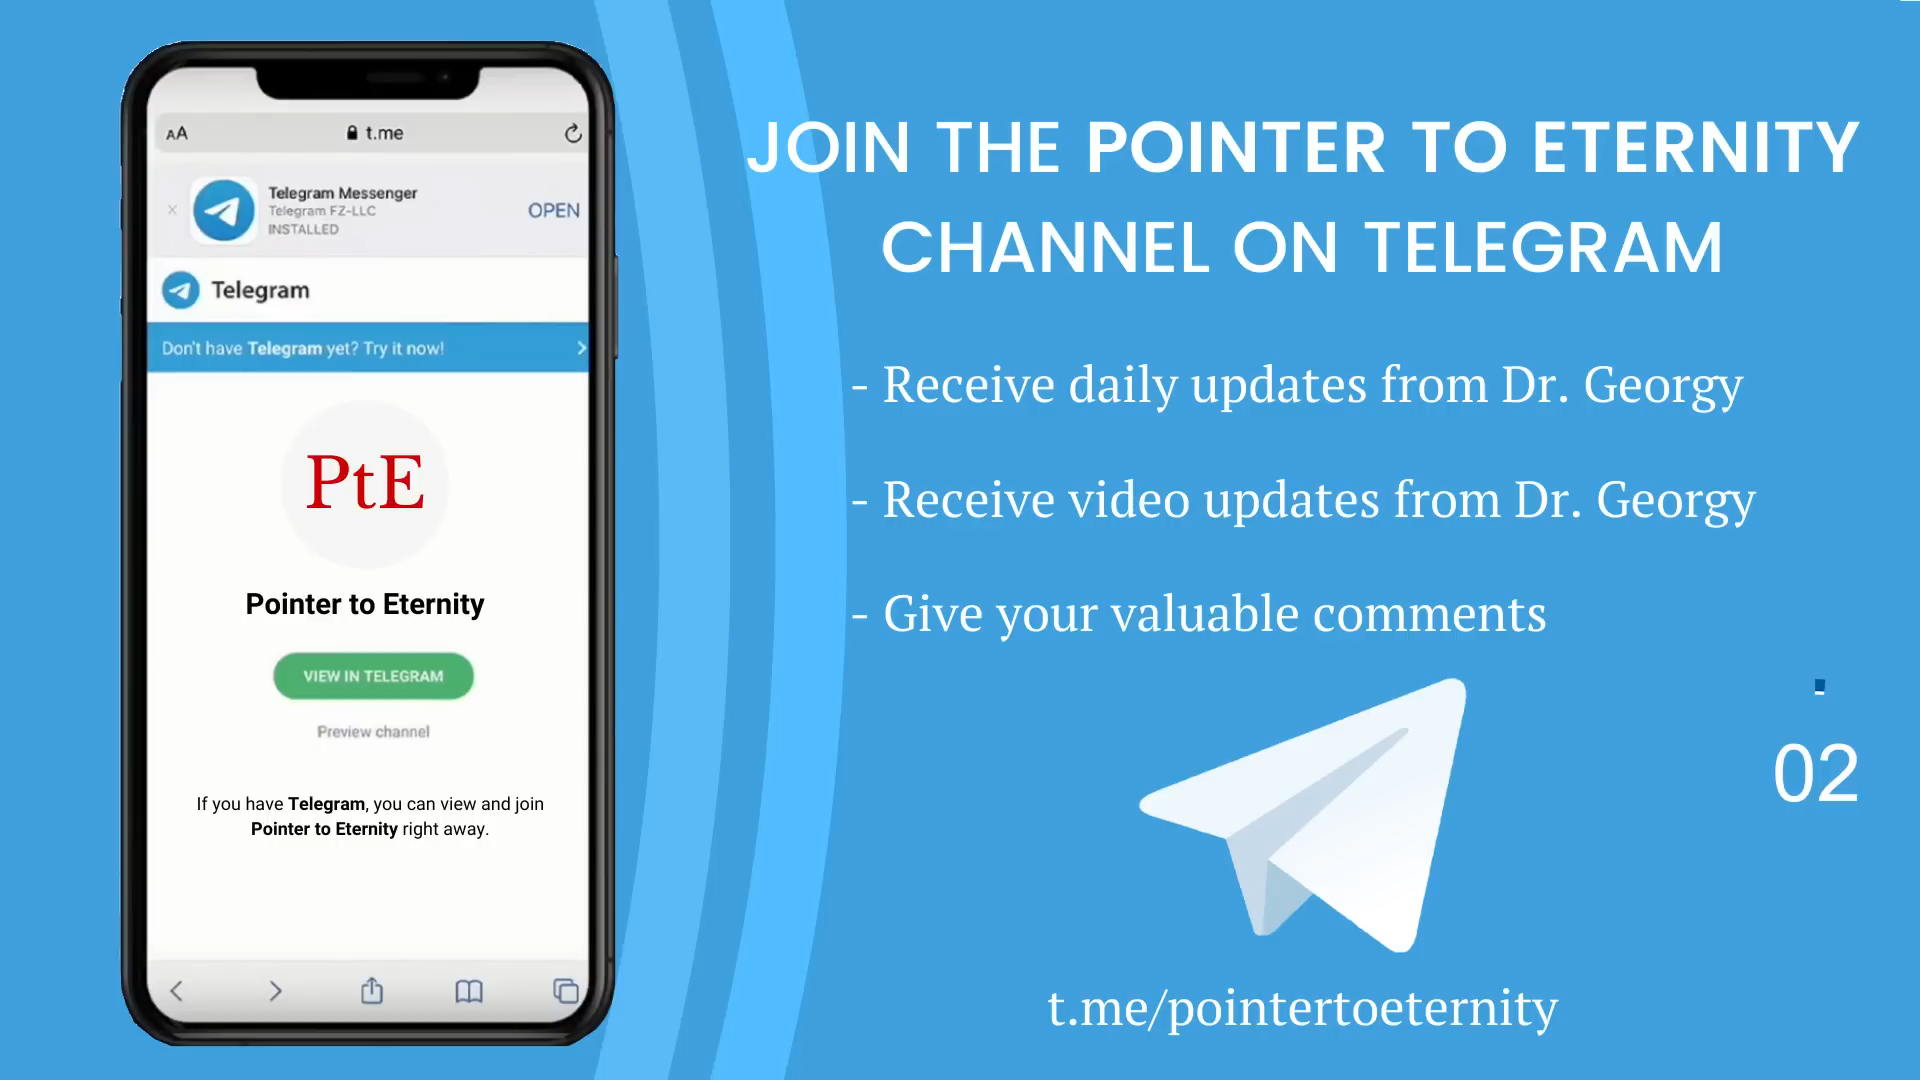 AA
t.me
Telegram Messenger
Telegram FZ-LLC
INSTALLED
OPEN
Telegram
Don't have Telegram yet? Try it now!
PtE
Pointer to Eternity
VIEW IN TELEGRAM
Preview channel
If you have Telegram, you can view and join
Pointer to Eternity right away.
JOIN THE POINTER TO ETERNITY
CHANNEL ON TELEGRAM
- Receive daily updates from Dr. Georgy
- Receive video updates from Dr. Georgy
- Give your valuable comments
02
t.me/pointertoeternity